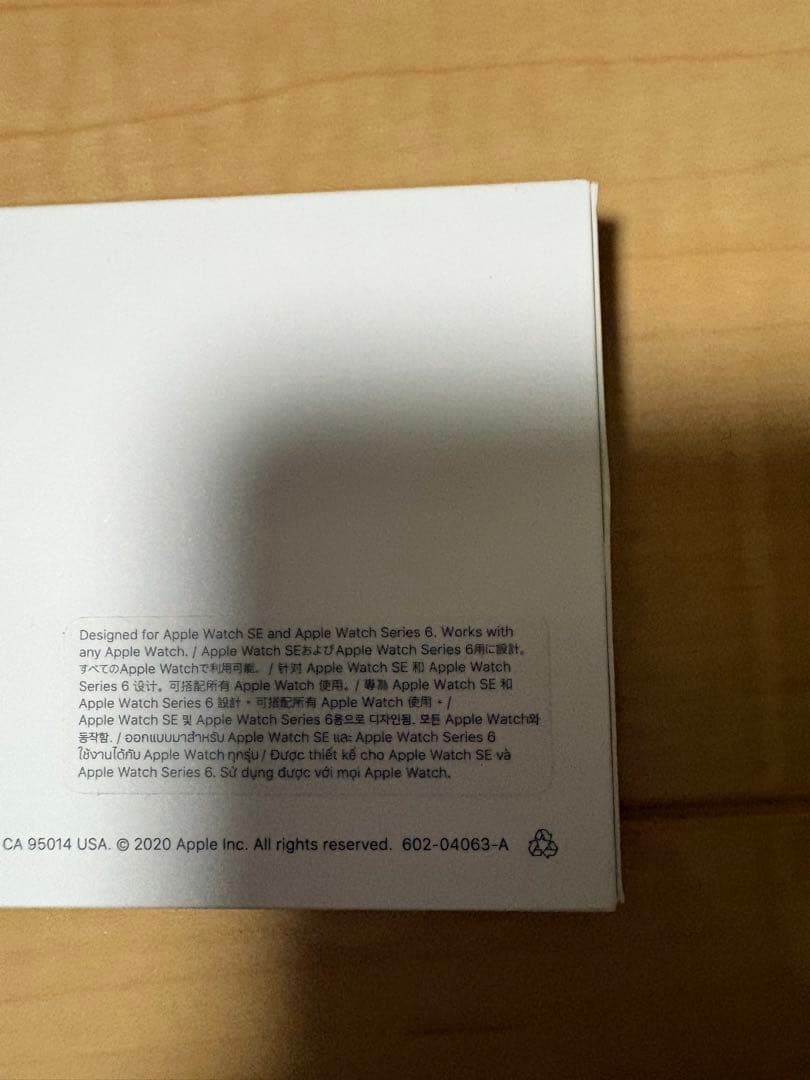 Designed for Apple Watch SE and Apple Watch Series 6. Works with
any Apple Watch. / Apple Watch SEおよびApple Watch Series 6用に設計。
すべてのApple Watchで利用可能。 / 针对 Apple Watch SE 和 Apple Watch
Series 6 设计。可搭配所有 Apple Watch 使用。/ 專為 Apple Watch SE 和
Apple Watch Series 6 設計。可搭配所有 Apple Watch 使用。/
Apple Watch SE 및 Apple Watch Series 6용으로 디자인됨. 모든 Apple Watch와
동작함. / ออกแบบมาสำหรับ Apple Watch SE และ Apple Watch Series 6
ใช้งานได้กับ Apple Watch ทุกรุ่น / Được thiết kế cho Apple Watch SE và
Apple Watch Series 6. Sử dụng được với mọi Apple Watch.
CA 95014 USA. © 2020 Apple Inc. All rights reserved. 602-04063-A